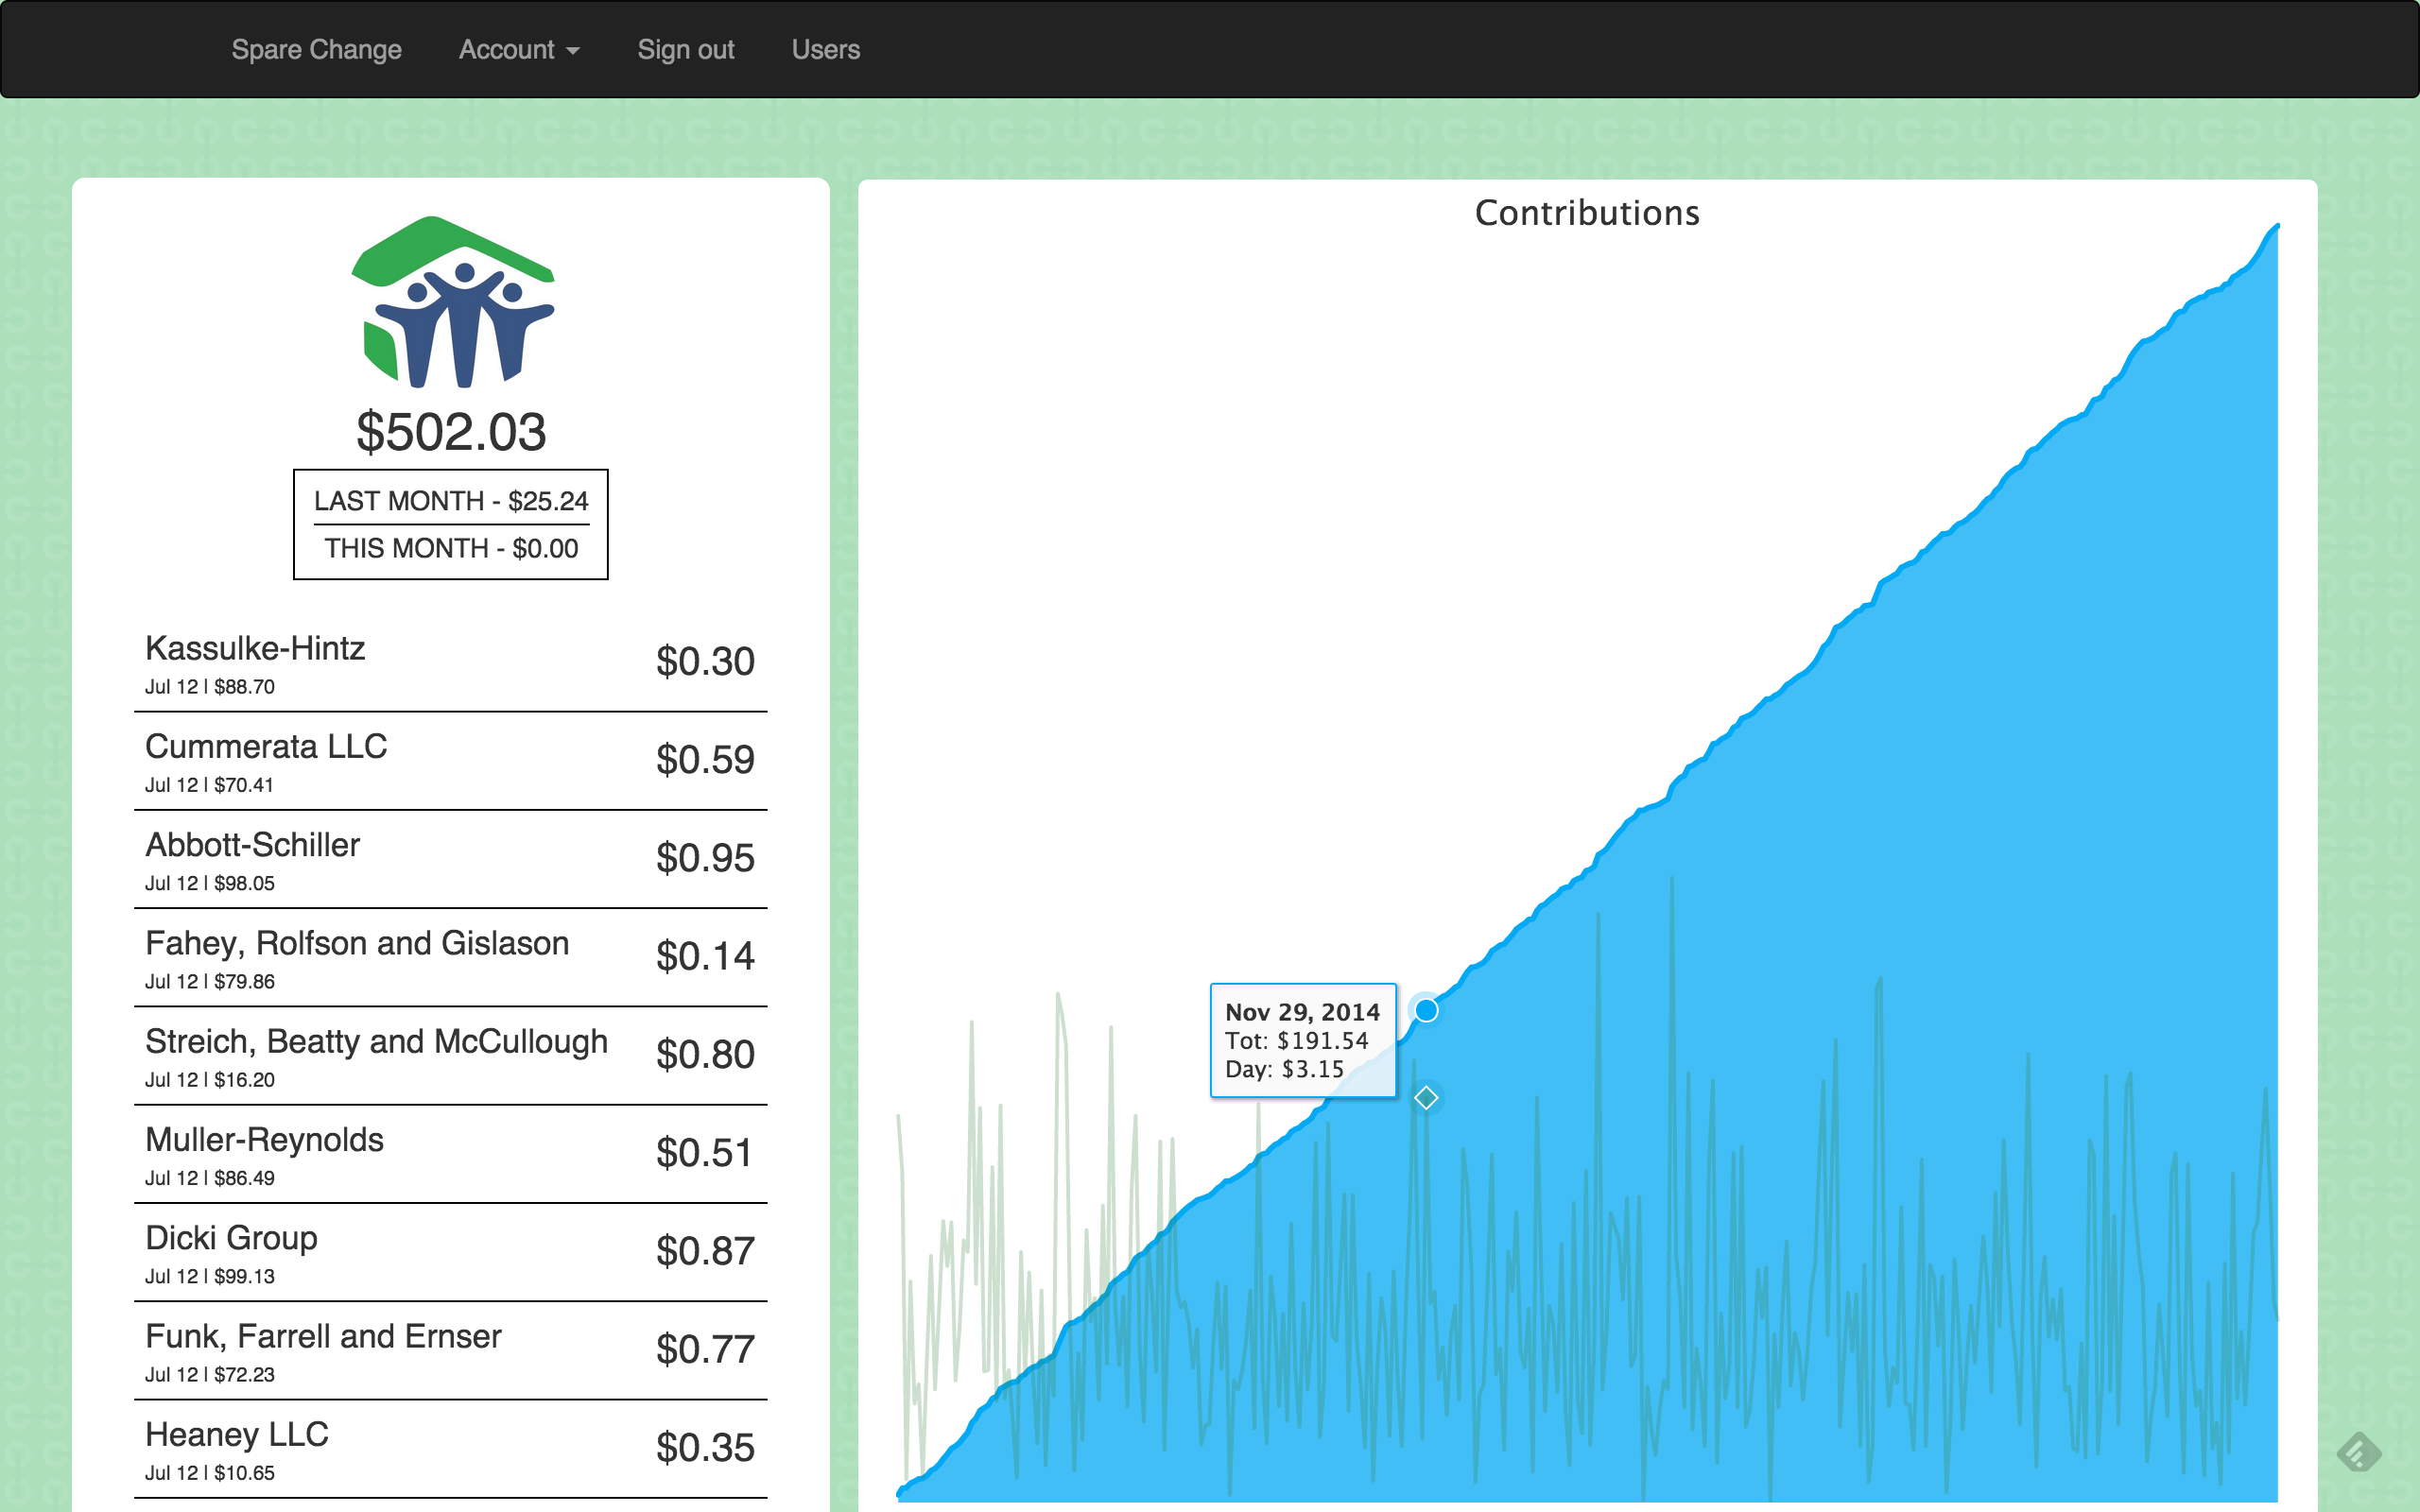 Spare Change Account Sign out Users
$502.03
LAST MONTH - $25.24
THIS MONTH - $0.00
Kassulke-Hintz $0.30
Jul 12 | $88.70
Cummerata LLC $0.59
Jul 12 | $70.41
Abbott-Schiller $0.95
Jul 12 | $98.05
Fahey, Rolfson and Gislason $0.14
Jul 12 | $79.86
Streich, Beatty and McCullough $0.80
Jul 12 | $16.20
Muller-Reynolds $0.51
Jul 12 | $86.49
Dicki Group $0.87
Jul 12 | $99.13
Funk, Farrell and Ernser $0.77
Jul 12 | $72.23
Heaney LLC $0.35
Jul 12 | $10.65
Contributions
Nov 29, 2014
Tot: $191.54
Day: $3.15